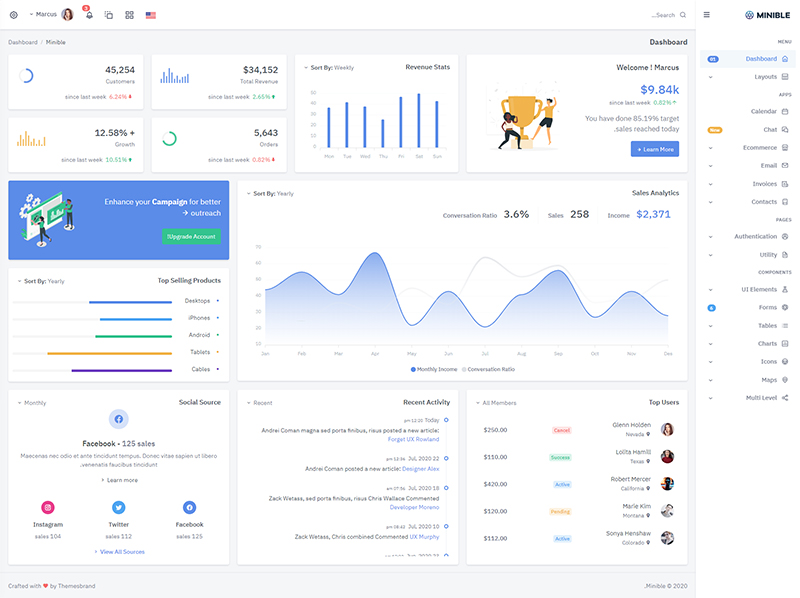 Marcus
3
Search...
MINIBLE
Dashboard / Minible
Dashboard
MENU
01
Dashboard
Layouts
APPS
Calendar
New
Chat
Ecommerce
Email
Invoices
Contacts
PAGES
Authentication
Utility
COMPONENTS
UI Elements
6
Forms
Tables
Charts
Icons
Maps
Multi Level
45,254
Customers
since last week 6.24%
$34,152
Total Revenue
since last week 2.65%
12.58% +
Growth
since last week 10.51%
5,643
Orders
since last week 0.82%
Sort By: Weekly
Revenue Stats
50
40
30
20
10
0
Mon Tue Wed Thu Fri Sat Sun
Welcome ! Marcus
$9.84k
since last week 0.82%
You have done 85.19% target
.sales reached today
Learn More
Enhance your Campaign for better
→ outreach
!Upgrade Account
Sort By: Yearly
Sales Analytics
Conversation Ratio 3.6% Sales 258 Income $2,371
70
60
50
40
30
20
10
Jan Feb Mar Apr May Jun Jul Aug Sep Oct Nov Dec
Monthly Income Conversation Ratio
Sort By: Yearly
Top Selling Products
Desktops
iPhones
Android
Tablets
Cables
Monthly
Social Source
Facebook - 125 sales
Maecenas nec odio et ante tincidunt tempus. Donec vitae sapien ut libero
.venenatis faucibus tincidunt
Learn more
Instagram
sales 104
Twitter
sales 112
Facebook
sales 125
View All Sources
Recent
Recent Activity
am 12:20 Today
Andrei Coman magna sed porta finibus, risus posted a new article:
Forget UX Rowland
JUL 2020 22
Andrei Coman posted a new article: Designer Alex
JUL 2020 18
Zack Wetass, sed porta finibus, risus Chris Wallace Commented
Developer Moreno
JUL 2020 10
Zack Wetass, Chris combined Commented UX Murphy
All Members
Top Users
$250.00
Cancel
Glenn Holden
Nevada
$110.00
Success
Lolita Hamill
Texas
$420.00
Active
Robert Mercer
California
$120.00
Pending
Marie Kim
Montana
$112.00
Active
Sonya Henshaw
Colorado
Crafted with ❤ by Themesbrand
.Minible © 2020